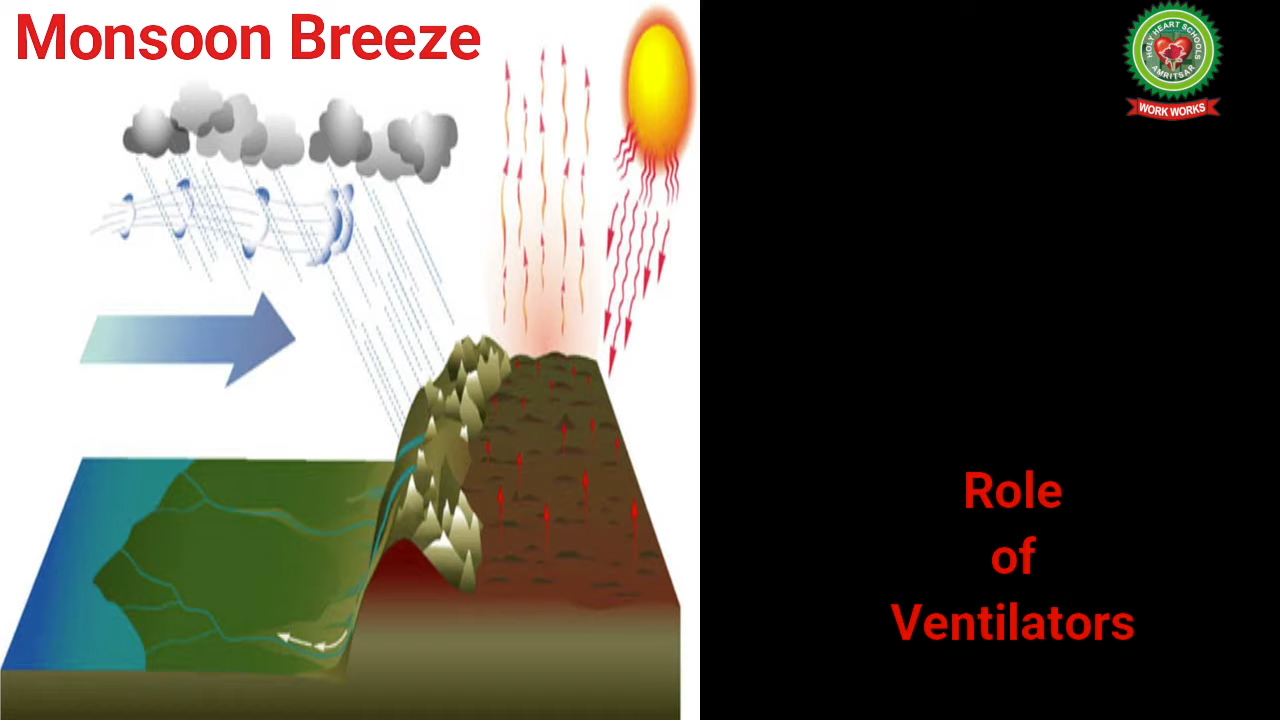 Monsoon Breeze
HOLY HEART SCHOOLS
AMRITSAR
WORK WORKS
Role
of
Ventilators